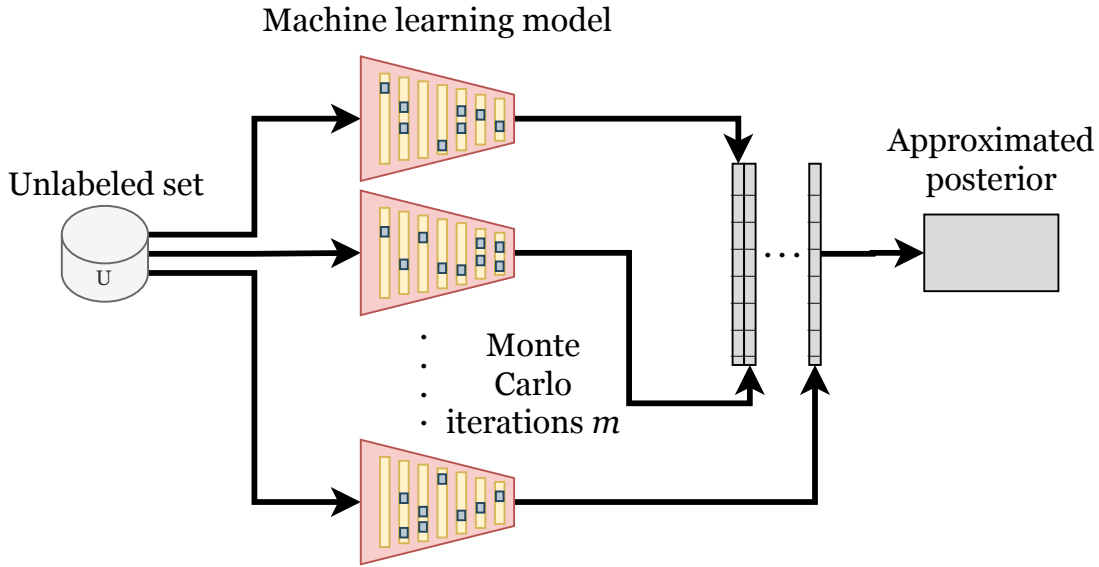 Machine learning model
Unlabeled set
U
Monte
Carlo
iterations m
Approximated
posterior